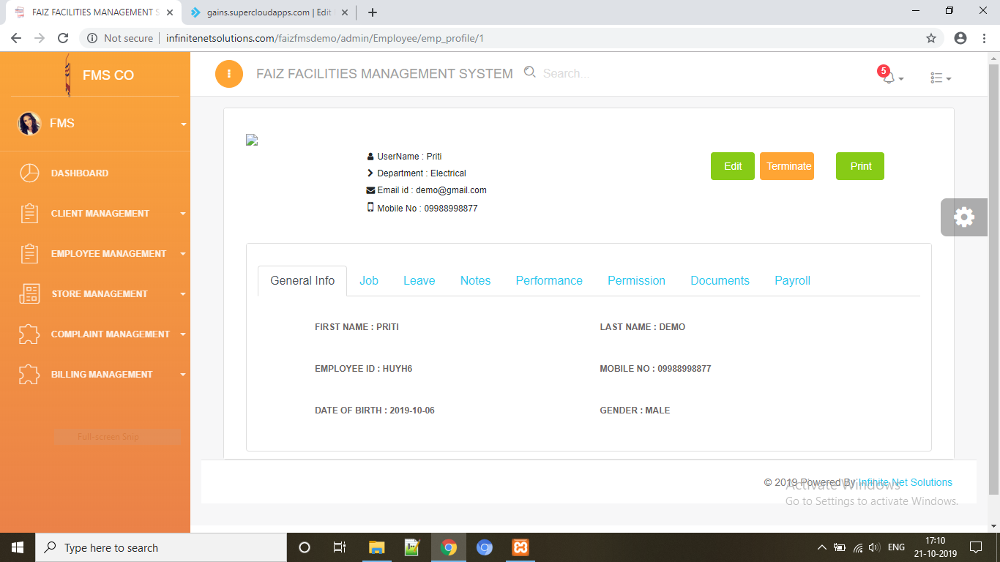 FAIZ FACILITIES MANAGEMENT S
gains.supercloudapps.com | Edit
Not secure | infinitenetsolutions.com/faizfmsdemo/admin/Employee/emp_profile/1
FMS CO
FAIZ FACILITIES MANAGEMENT SYSTEM
Search...
5
FMS
DASHBOARD
CLIENT MANAGEMENT
EMPLOYEE MANAGEMENT
STORE MANAGEMENT
COMPLAINT MANAGEMENT
BILLING MANAGEMENT
Full-screen Snip
UserName : Priti
Department : Electrical
Email id : demo@gmail.com
Mobile No : 09988998877
Edit
Terminate
Print
General Info Job Leave Notes Performance Permission Documents Payroll
FIRST NAME : PRITI
LAST NAME : DEMO
EMPLOYEE ID : HUYH6
MOBILE NO : 09988998877
DATE OF BIRTH : 2019-10-06
GENDER : MALE
© 2019 Powered By Infinite Net Solutions
Activate Windows
Go to Settings to activate Windows.
Type here to search
ENG
17:10
21-10-2019